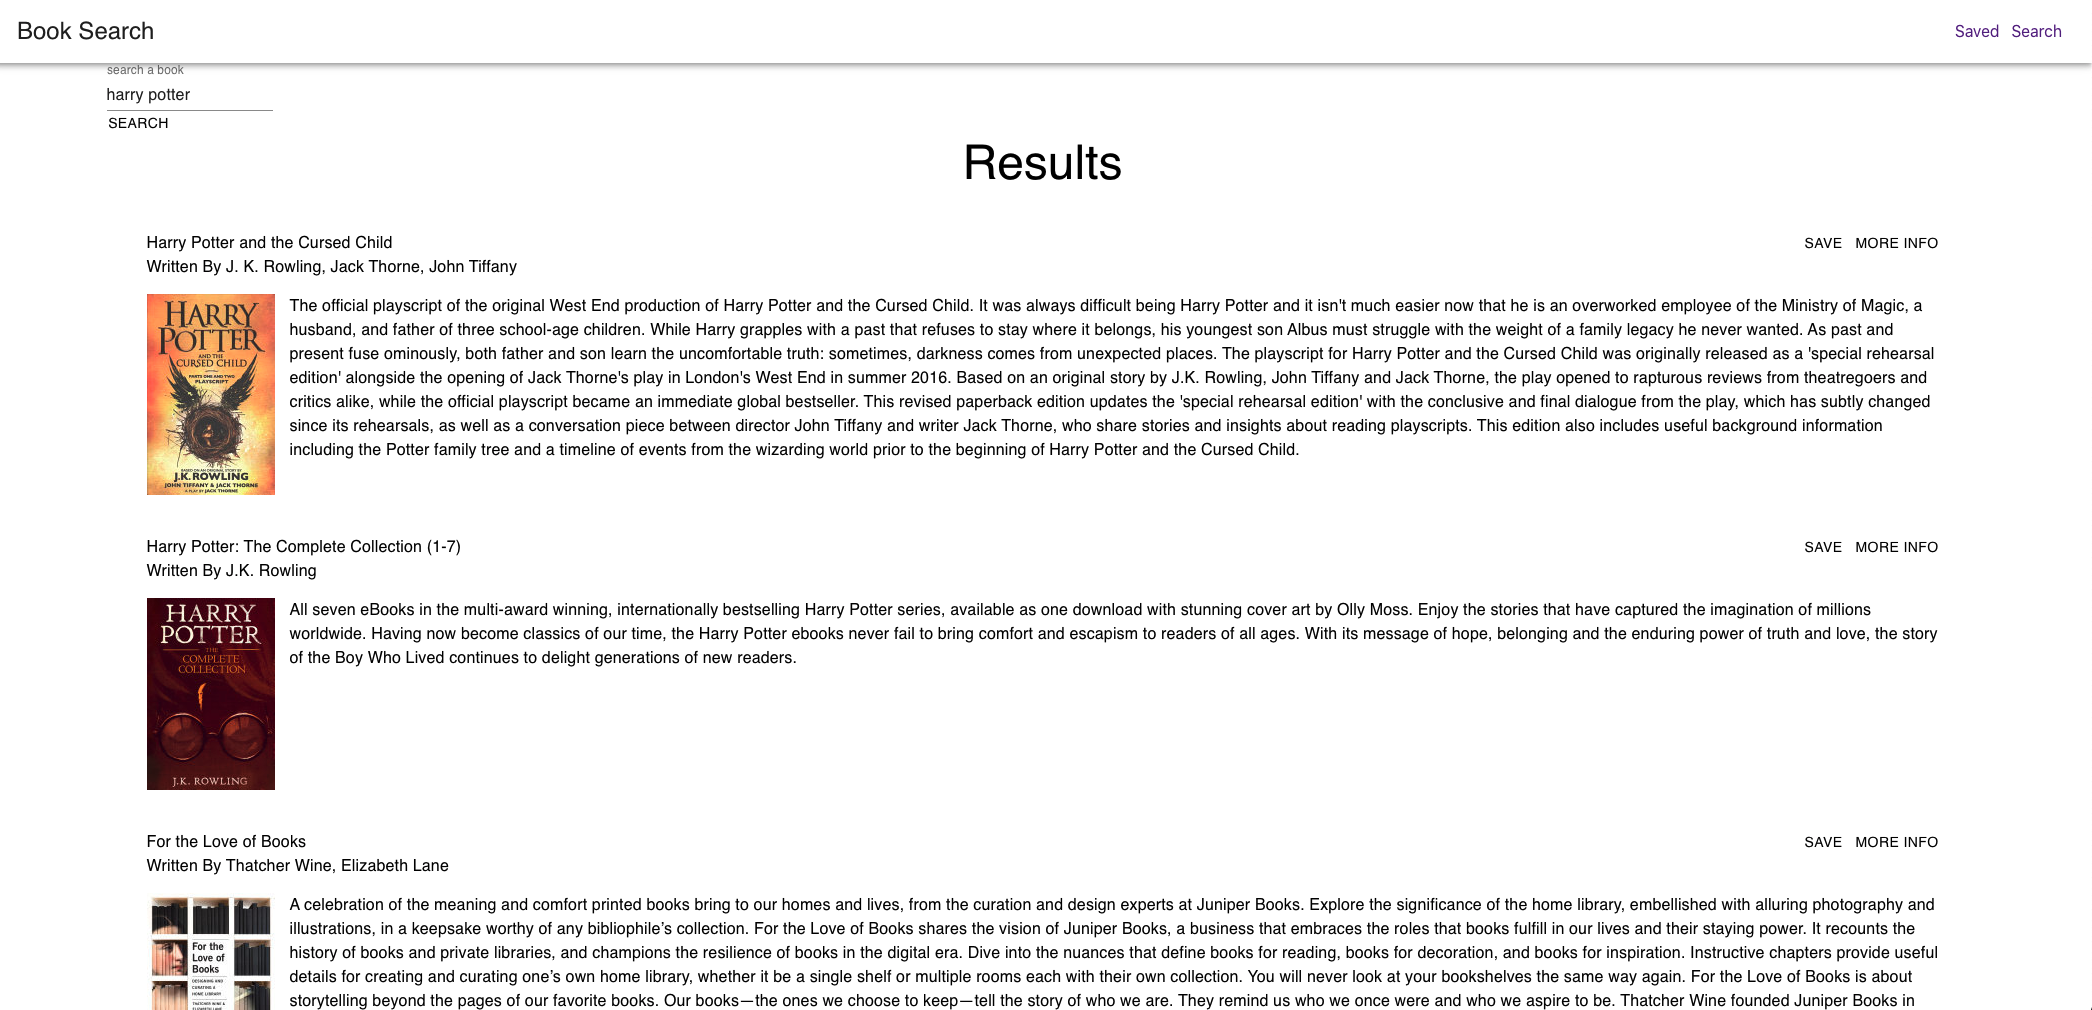 Book Search
Saved Search
search a book
harry potter
SEARCH
Results
Harry Potter and the Cursed Child
SAVE MORE INFO
Written By J. K. Rowling, Jack Thorne, John Tiffany
HARRY
POTTER
AND THE
CURSED CHILD
PARTS ONE AND TWO
PLAYSCRIPT
BASED ON AN ORIGINAL STORY BY
J.K. ROWLING
JOHN TIFFANY & JACK THORNE
A PLAY BY JACK THORNE
The official playscript of the original West End production of Harry Potter and the Cursed Child. It was always difficult being Harry Potter and it isn't much easier now that he is an overworked employee of the Ministry of Magic, a
husband, and father of three school-age children. While Harry grapples with a past that refuses to stay where it belongs, his youngest son Albus must struggle with the weight of a family legacy he never wanted. As past and
present fuse ominously, both father and son learn the uncomfortable truth: sometimes, darkness comes from unexpected places. The playscript for Harry Potter and the Cursed Child was originally released as a 'special rehearsal
edition' alongside the opening of Jack Thorne's play in London's West End in summer 2016. Based on an original story by J.K. Rowling, John Tiffany and Jack Thorne, the play opened to rapturous reviews from theatregoers and
critics alike, while the official playscript became an immediate global bestseller. This revised paperback edition updates the 'special rehearsal edition' with the conclusive and final dialogue from the play, which has subtly changed
since its rehearsals, as well as a conversation piece between director John Tiffany and writer Jack Thorne, who share stories and insights about reading playscripts. This edition also includes useful background information
including the Potter family tree and a timeline of events from the wizarding world prior to the beginning of Harry Potter and the Cursed Child.
Harry Potter: The Complete Collection (1-7)
SAVE MORE INFO
Written By J.K. Rowling
HARRY
POTTER
THE
COMPLETE
COLLECTION
J.K. ROWLING
All seven eBooks in the multi-award winning, internationally bestselling Harry Potter series, available as one download with stunning cover art by Olly Moss. Enjoy the stories that have captured the imagination of millions
worldwide. Having now become classics of our time, the Harry Potter ebooks never fail to bring comfort and escapism to readers of all ages. With its message of hope, belonging and the enduring power of truth and love, the story
of the Boy Who Lived continues to delight generations of new readers.
For the Love of Books
SAVE MORE INFO
Written By Thatcher Wine, Elizabeth Lane
For the
Love of
Books
DESIGNING AND
CURATING A
HOME LIBRARY
THATCHER WINE &
ELIZABETH LANE
A celebration of the meaning and comfort printed books bring to our homes and lives, from the curation and design experts at Juniper Books. Explore the significance of the home library, embellished with alluring photography and
illustrations, in a keepsake worthy of any bibliophile’s collection. For the Love of Books shares the vision of Juniper Books, a business that embraces the roles that books fulfill in our lives and their staying power. It recounts the
history of books and private libraries, and champions the resilience of books in the digital era. Dive into the nuances that define books for reading, books for decoration, and books for inspiration. Instructive chapters provide useful
details for creating and curating one’s own home library, whether it be a single shelf or multiple rooms each with their own collection. You will never look at your bookshelves the same way again. For the Love of Books is about
storytelling beyond the pages of our favorite books. Our books—the ones we choose to keep—tell the story of who we are. They remind us who we once were and who we aspire to be. Thatcher Wine founded Juniper Books in